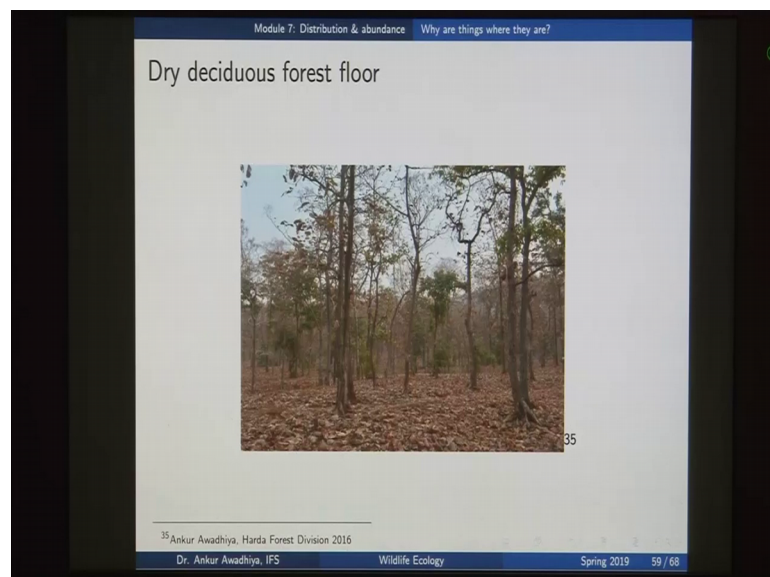 Module 7: Distribution & abundance Why are things where they are?
Dry deciduous forest floor
35
35Ankur Awadhiya, Harda Forest Division 2016
Dr. Ankur Awadhiya, IFS Wildlife Ecology Spring 2019 59 / 68